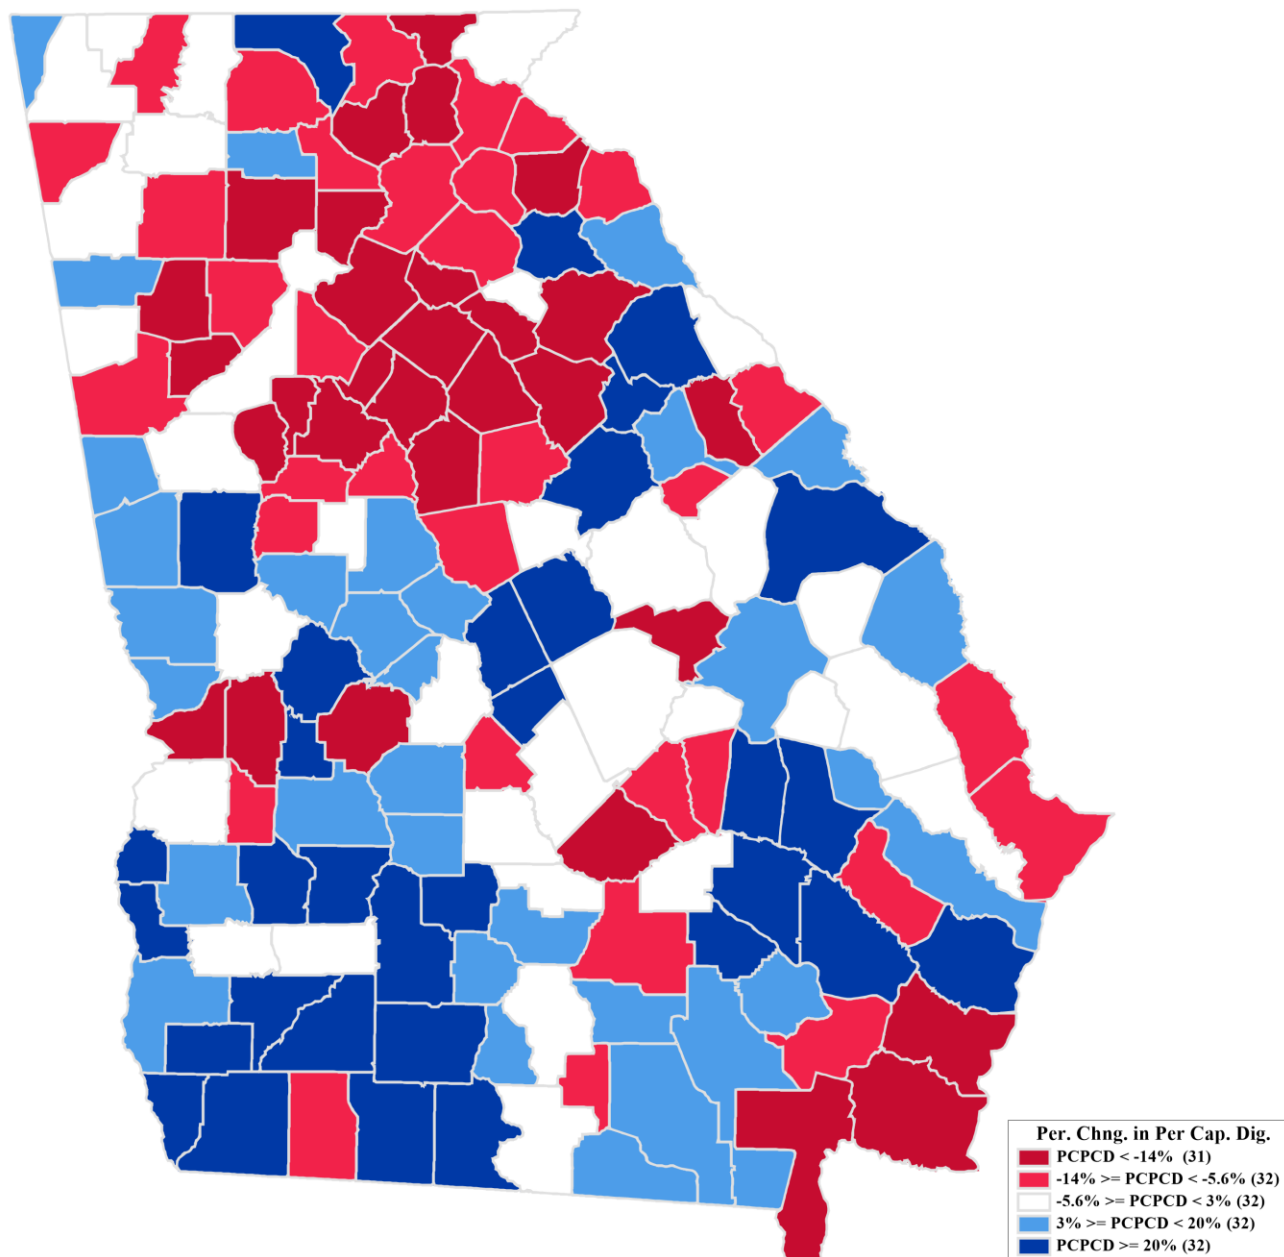 Per. Chng. in Per Cap. Dig.
PCPCD < -14% (31)
-14% >= PCPCD < -5.6% (32)
-5.6% >= PCPCD < 3% (32)
3% >= PCPCD < 20% (32)
PCPCD >= 20% (32)